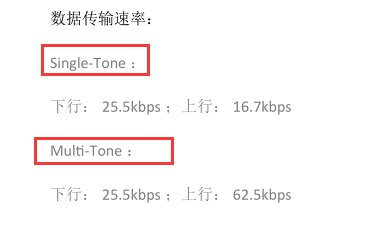 数据传输速率：
Single-Tone ：
下行： 25.5kbps ；上行： 16.7kbps
Multi-Tone ：
下行： 25.5kbps ；上行： 62.5kbps